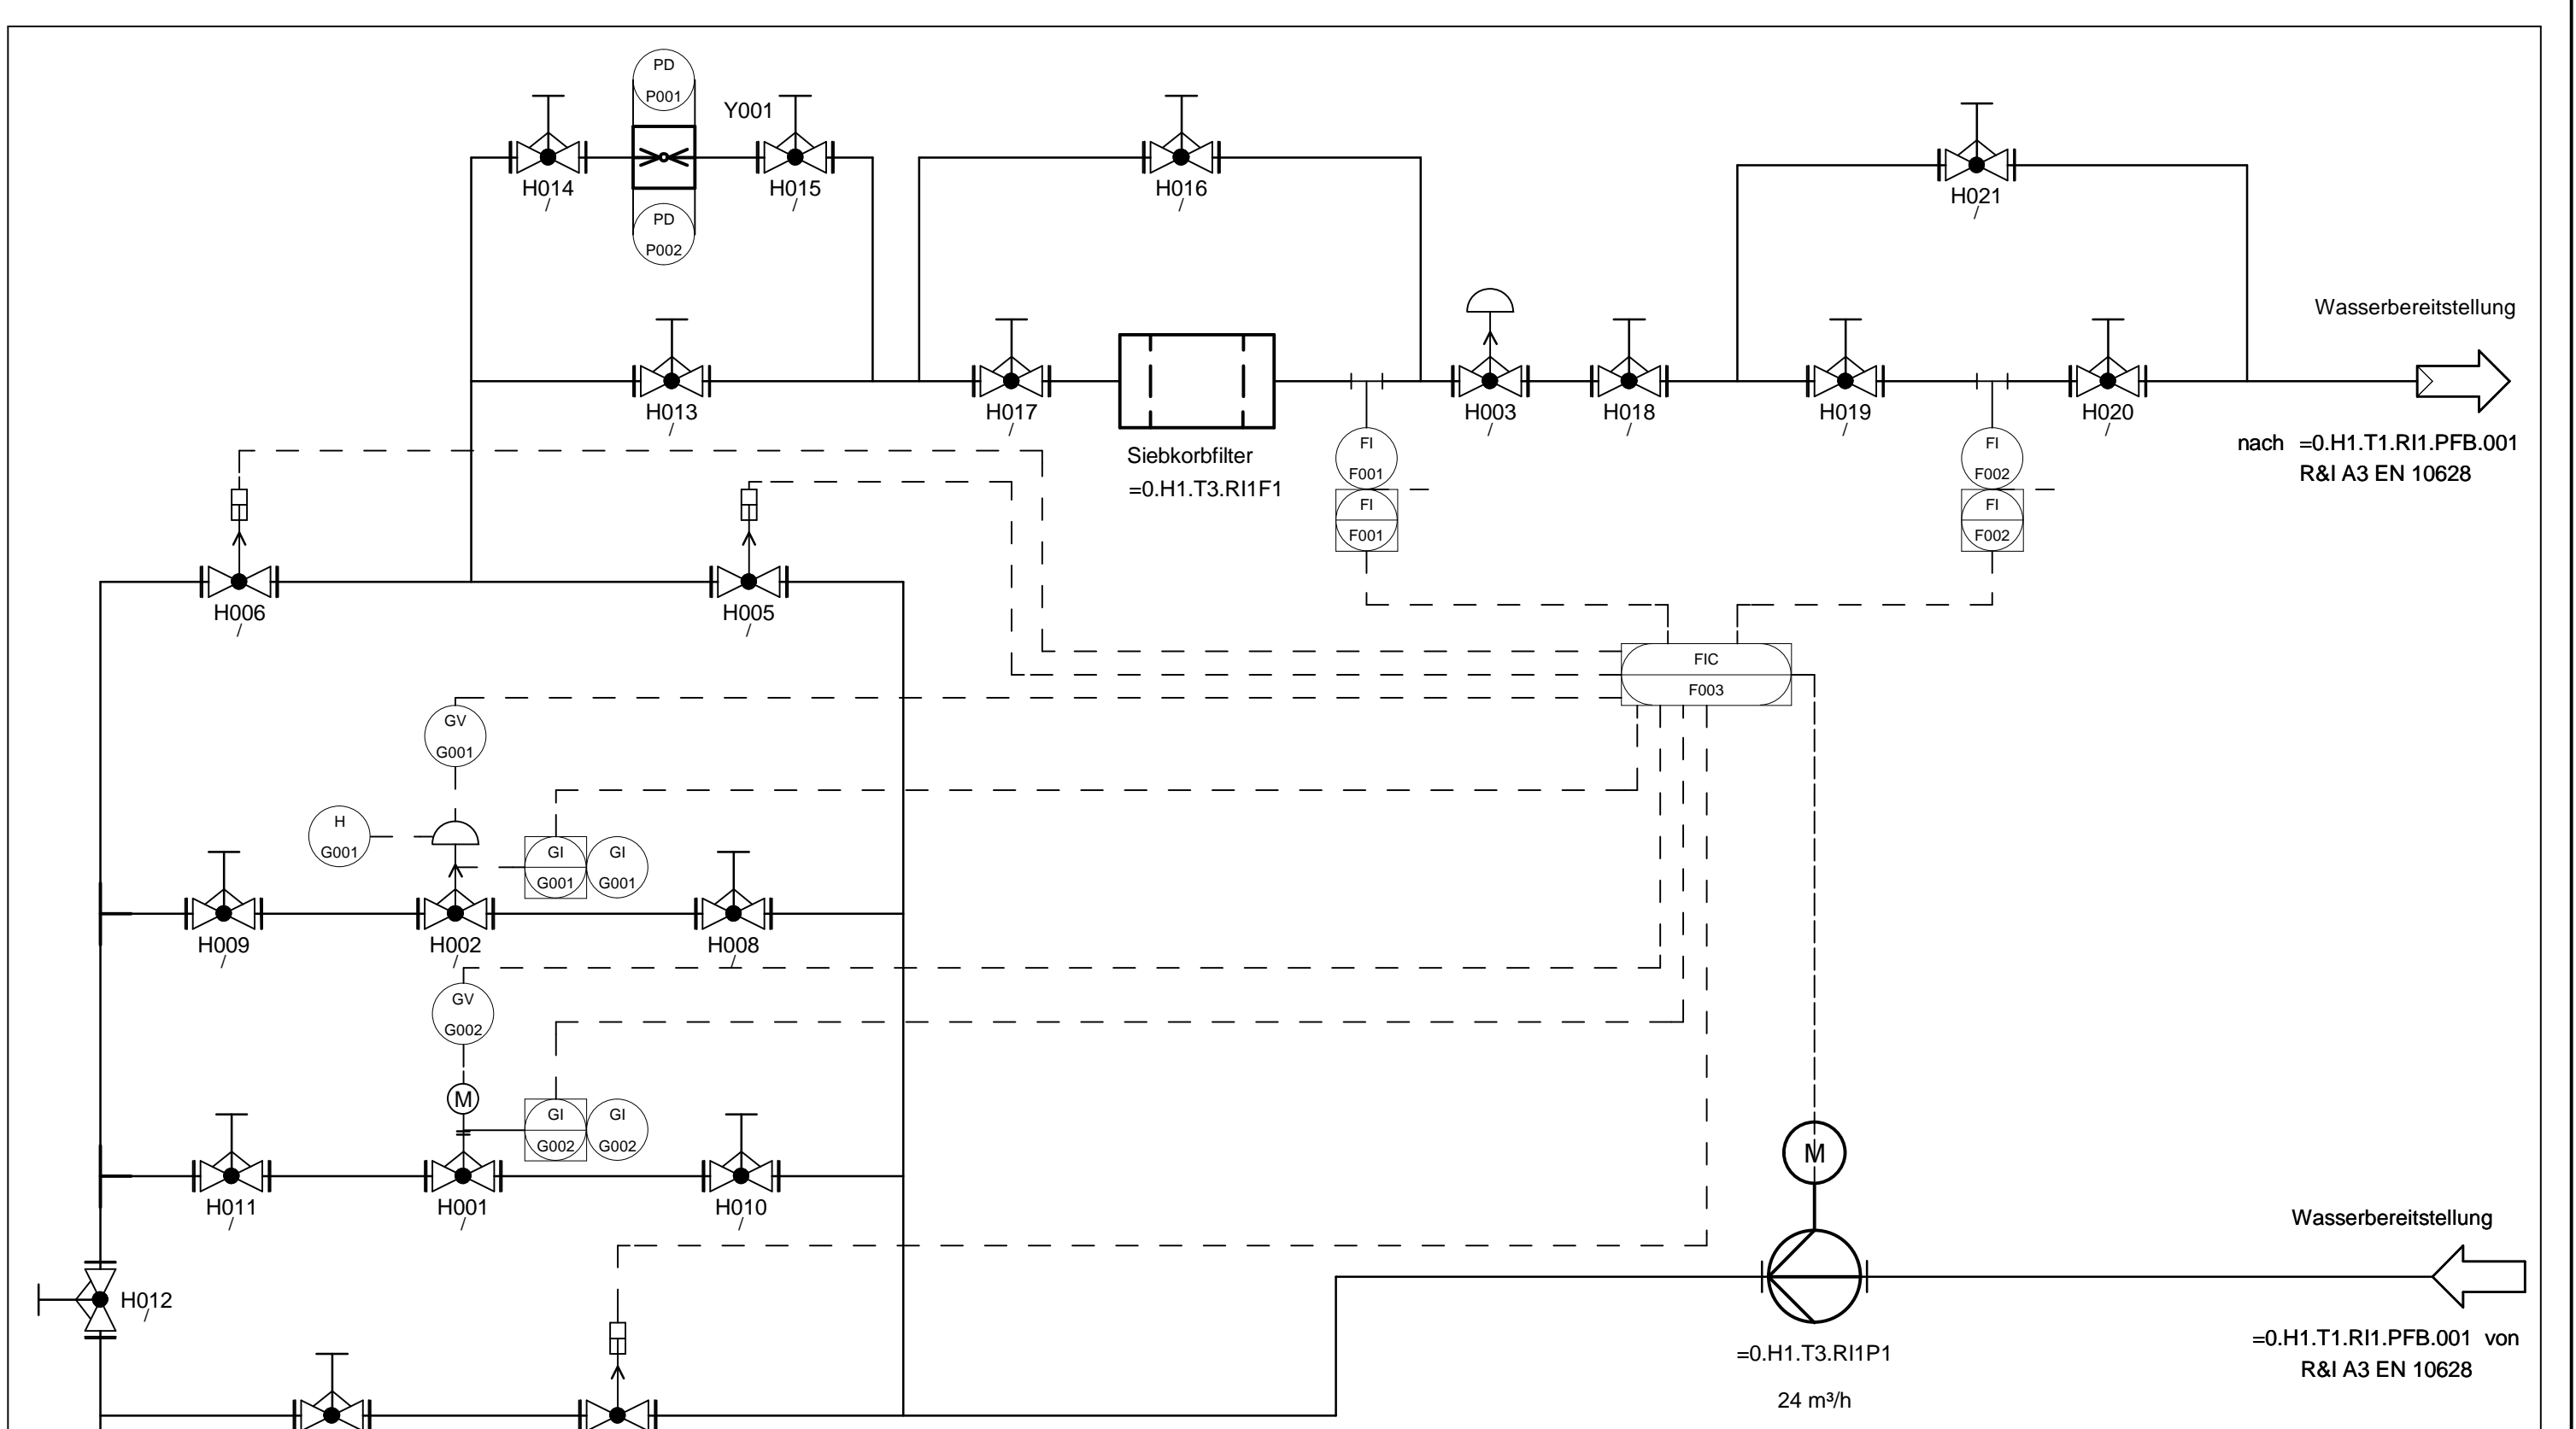 PD
P001
Y001
H014
/
H015
/
H016
/
H021
/
PD
P002
Wasserbereitstellung
H013
/
H017
/
H003
/
H018
/
H019
/
H020
/
Siebkorbfilter
=0.H1.T3.RI1F1
FI
F001
FI
F001
FI
F002
FI
F002
nach =0.H1.T1.RI1.PFB.001
R&I A3 EN 10628
H006
/
H005
/
FIC
F003
GV
G001
H
G001
GI
G001
GI
G001
H009
/
H002
/
H008
/
GV
G002
M
GI
G002
GI
G002
M
H011
/
H001
/
H010
/
Wasserbereitstellung
H012
/
=0.H1.T3.RI1P1
24 m³/h
=0.H1.T1.RI1.PFB.001 von
R&I A3 EN 10628